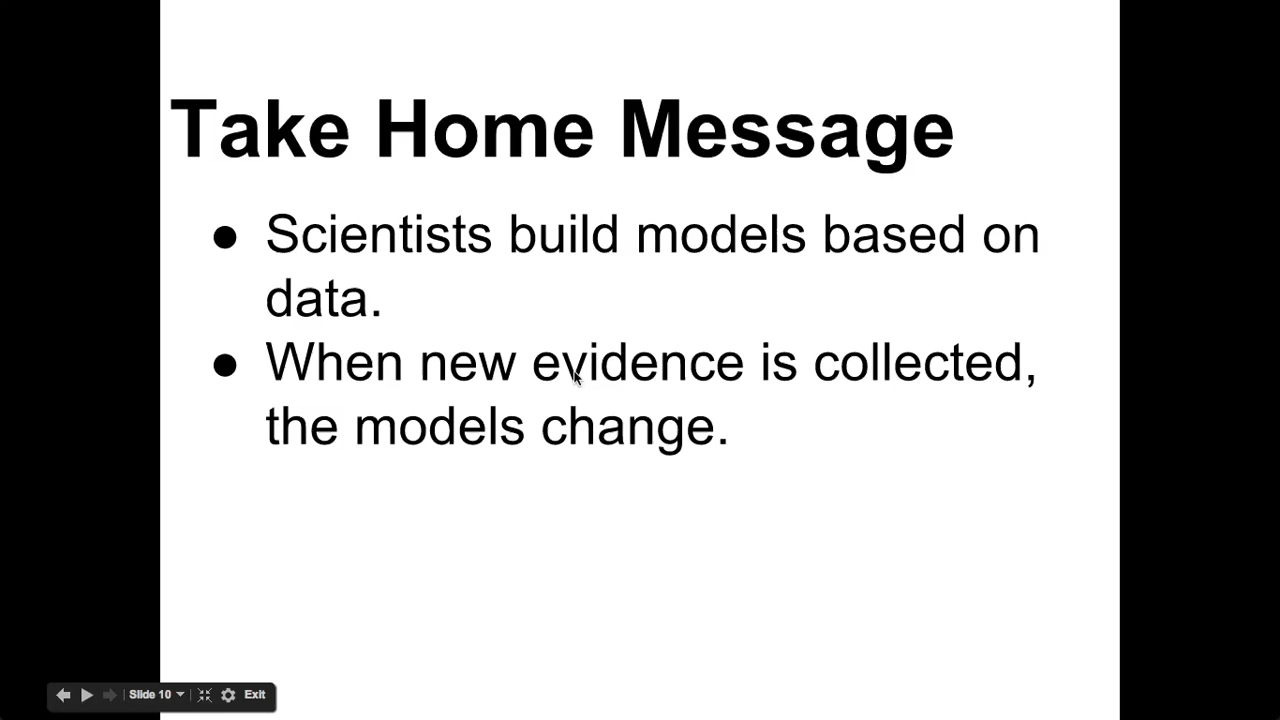 Take Home Message
● Scientists build models based on
data.
● When new evidence is collected,
the models change.
Slide 10
Exit